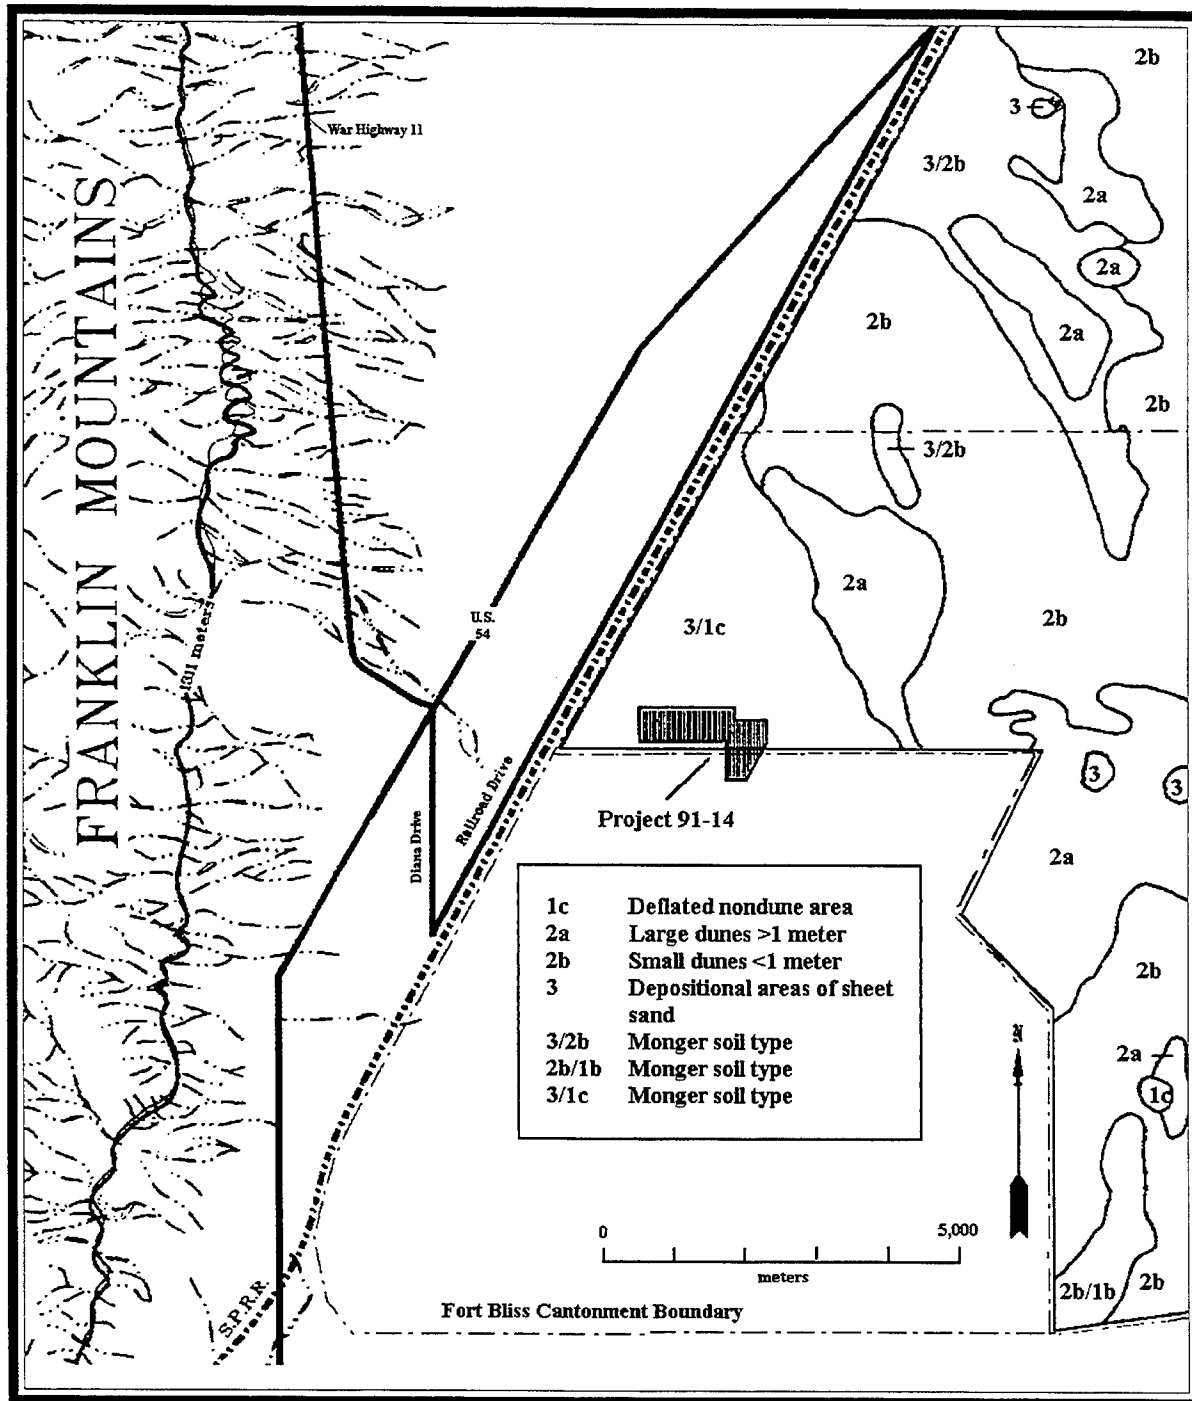 2b
3
War Highway 11
3/2b
2a
FRANKLIN MOUNTAINS
2a
2b
2a
2b
3/2b
2a
1311 meters
U.S.
54
3/1c
2b
Railroad Drive
3
3
Project 91-14
Diana Drive
2a
1c Deflated nondune area
2a Large dunes >1 meter
2b Small dunes <1 meter
3 Depositional areas of sheet
sand
3/2b Monger soil type
2b/1b Monger soil type
3/1c Monger soil type
2b
N
2a
1c
0 5,000
meters
2b/1b
2b
S.P.R.R.
Fort Bliss Cantonment Boundary